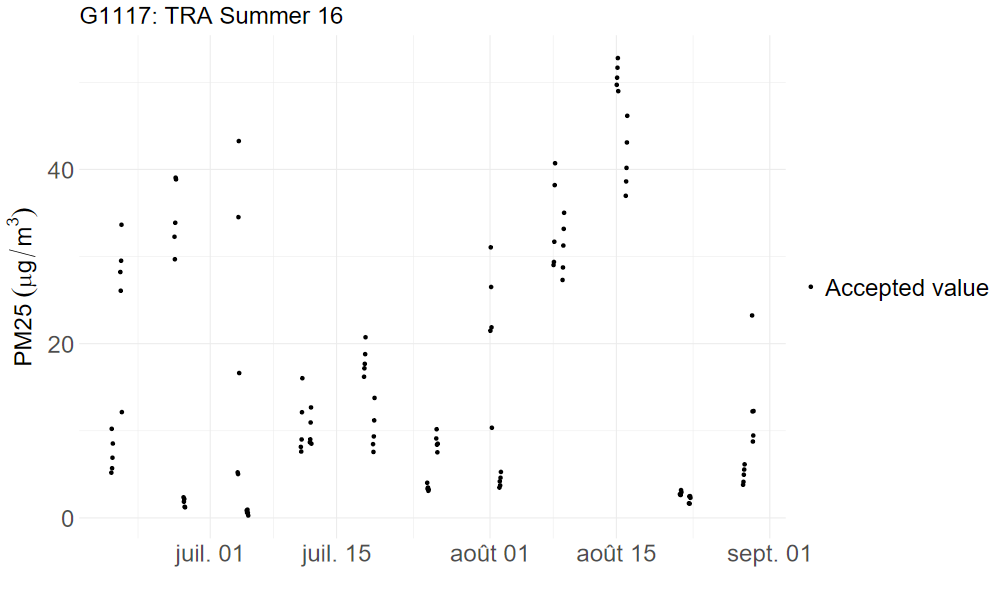 G1117: TRA Summer 16
PM25 (μg/m³)
40
20
0
juil. 01 juil. 15 août 01 août 15 sept. 01
Accepted value